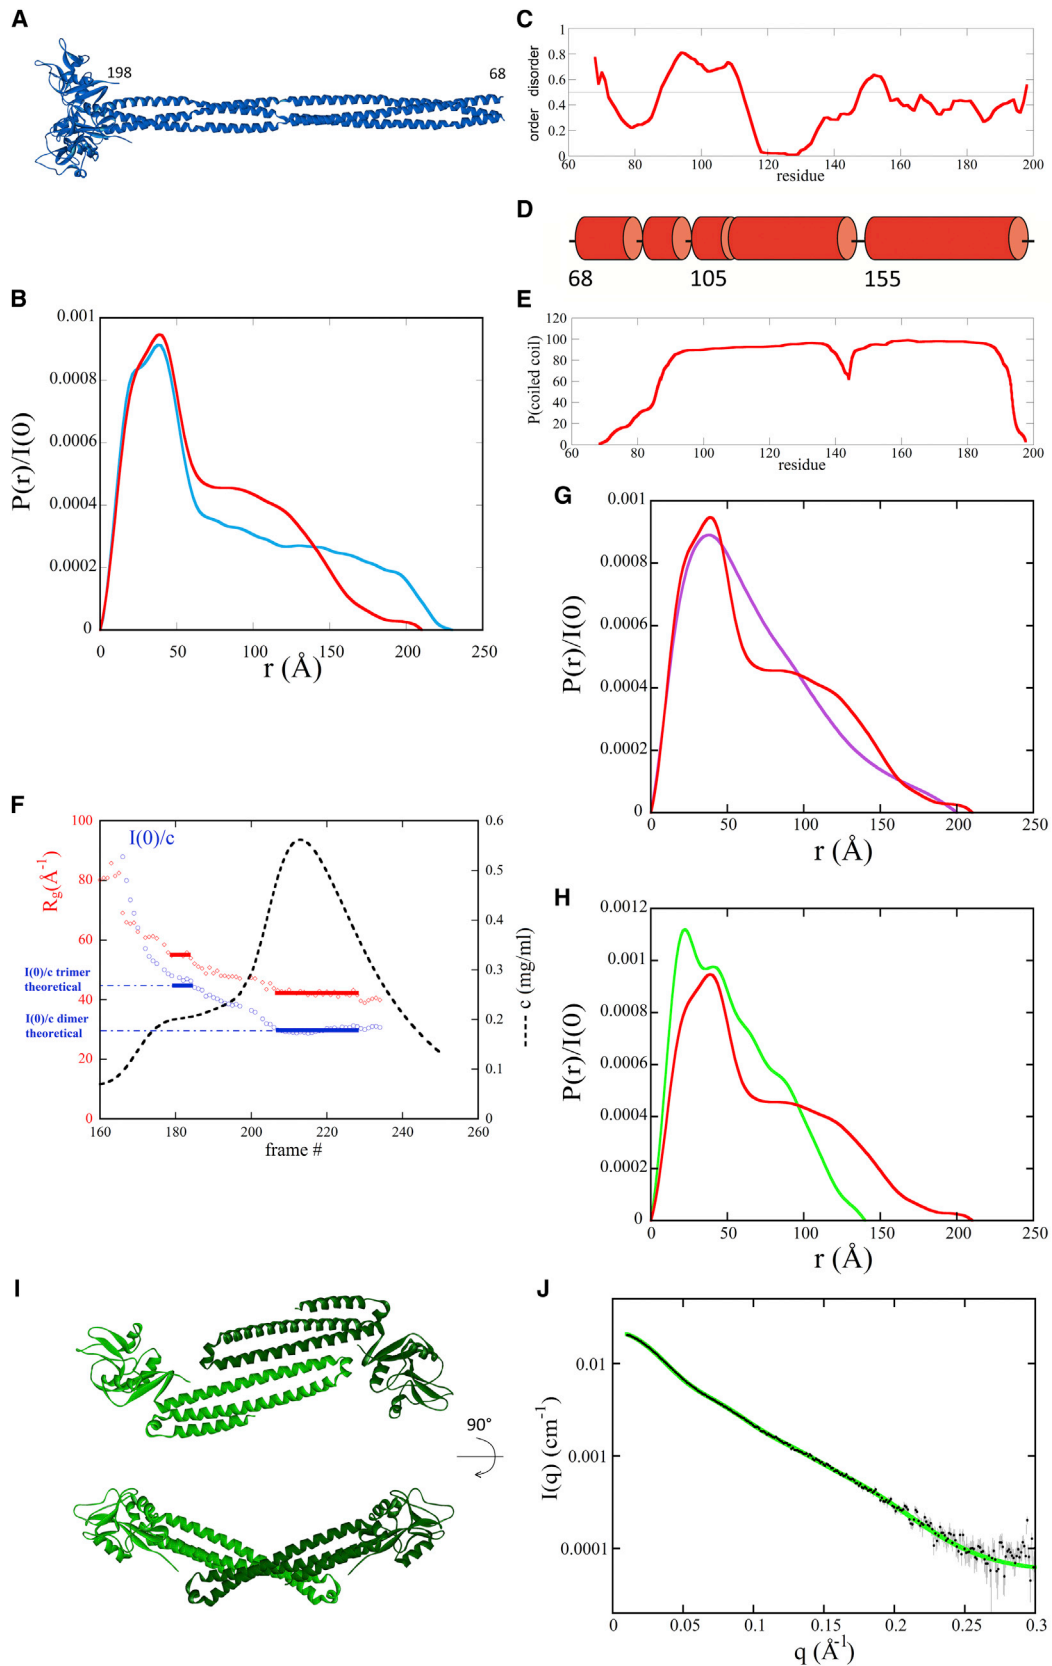 A
198
68
B
0.001
0.0008
0.0006
0.0004
0.0002
0
P(r)/I(0)
0 50 100 150 200 250
r (Å)
C
order disorder
1
0.8
0.6
0.4
0.2
0
60 80 100 120 140 160 180 200
residue
D
68 105 155
E
P(coiled coil)
120
100
80
60
40
20
0
60 80 100 120 140 160 180 200
residue
F
100
80
60
40
20
0
Rg(Å-1)
I(0)/c
I(0)/c trimer
theoretical
I(0)/c dimer
theoretical
0.6
0.5
0.4
0.3
0.2
0.1
0
c (mg/ml)
160 180 200 220 240 260
frame #
G
0.001
0.0008
0.0006
0.0004
0.0002
0
P(r)/I(0)
0 50 100 150 200 250
r (Å)
H
0.0012
0.001
0.0008
0.0006
0.0004
0.0002
0
P(r)/I(0)
0 50 100 150 200 250
r (Å)
I
90°
J
0.01
0.001
0.0001
I(q) (cm-1)
0 0.05 0.1 0.15 0.2 0.25 0.3
q (Å-1)